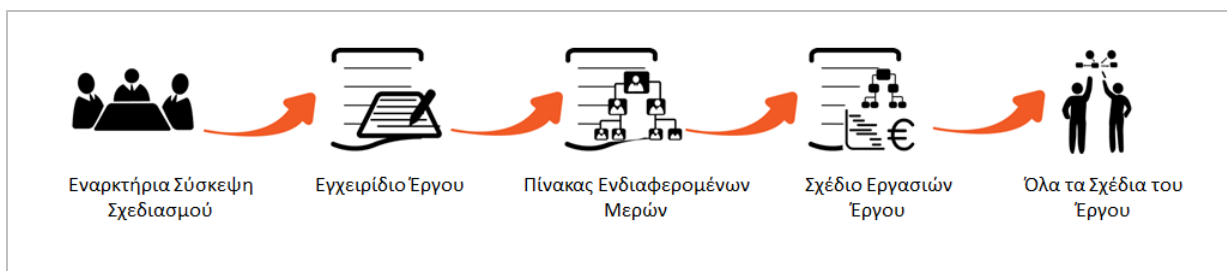 Εναρκτήρια Σύσκεψη
Σχεδιασμού
Εγχειρίδιο Έργου
Πίνακας Ενδιαφερομένων
Μερών
Σχέδιο Εργασιών
Έργου
Όλα τα Σχέδια του
Έργου
€